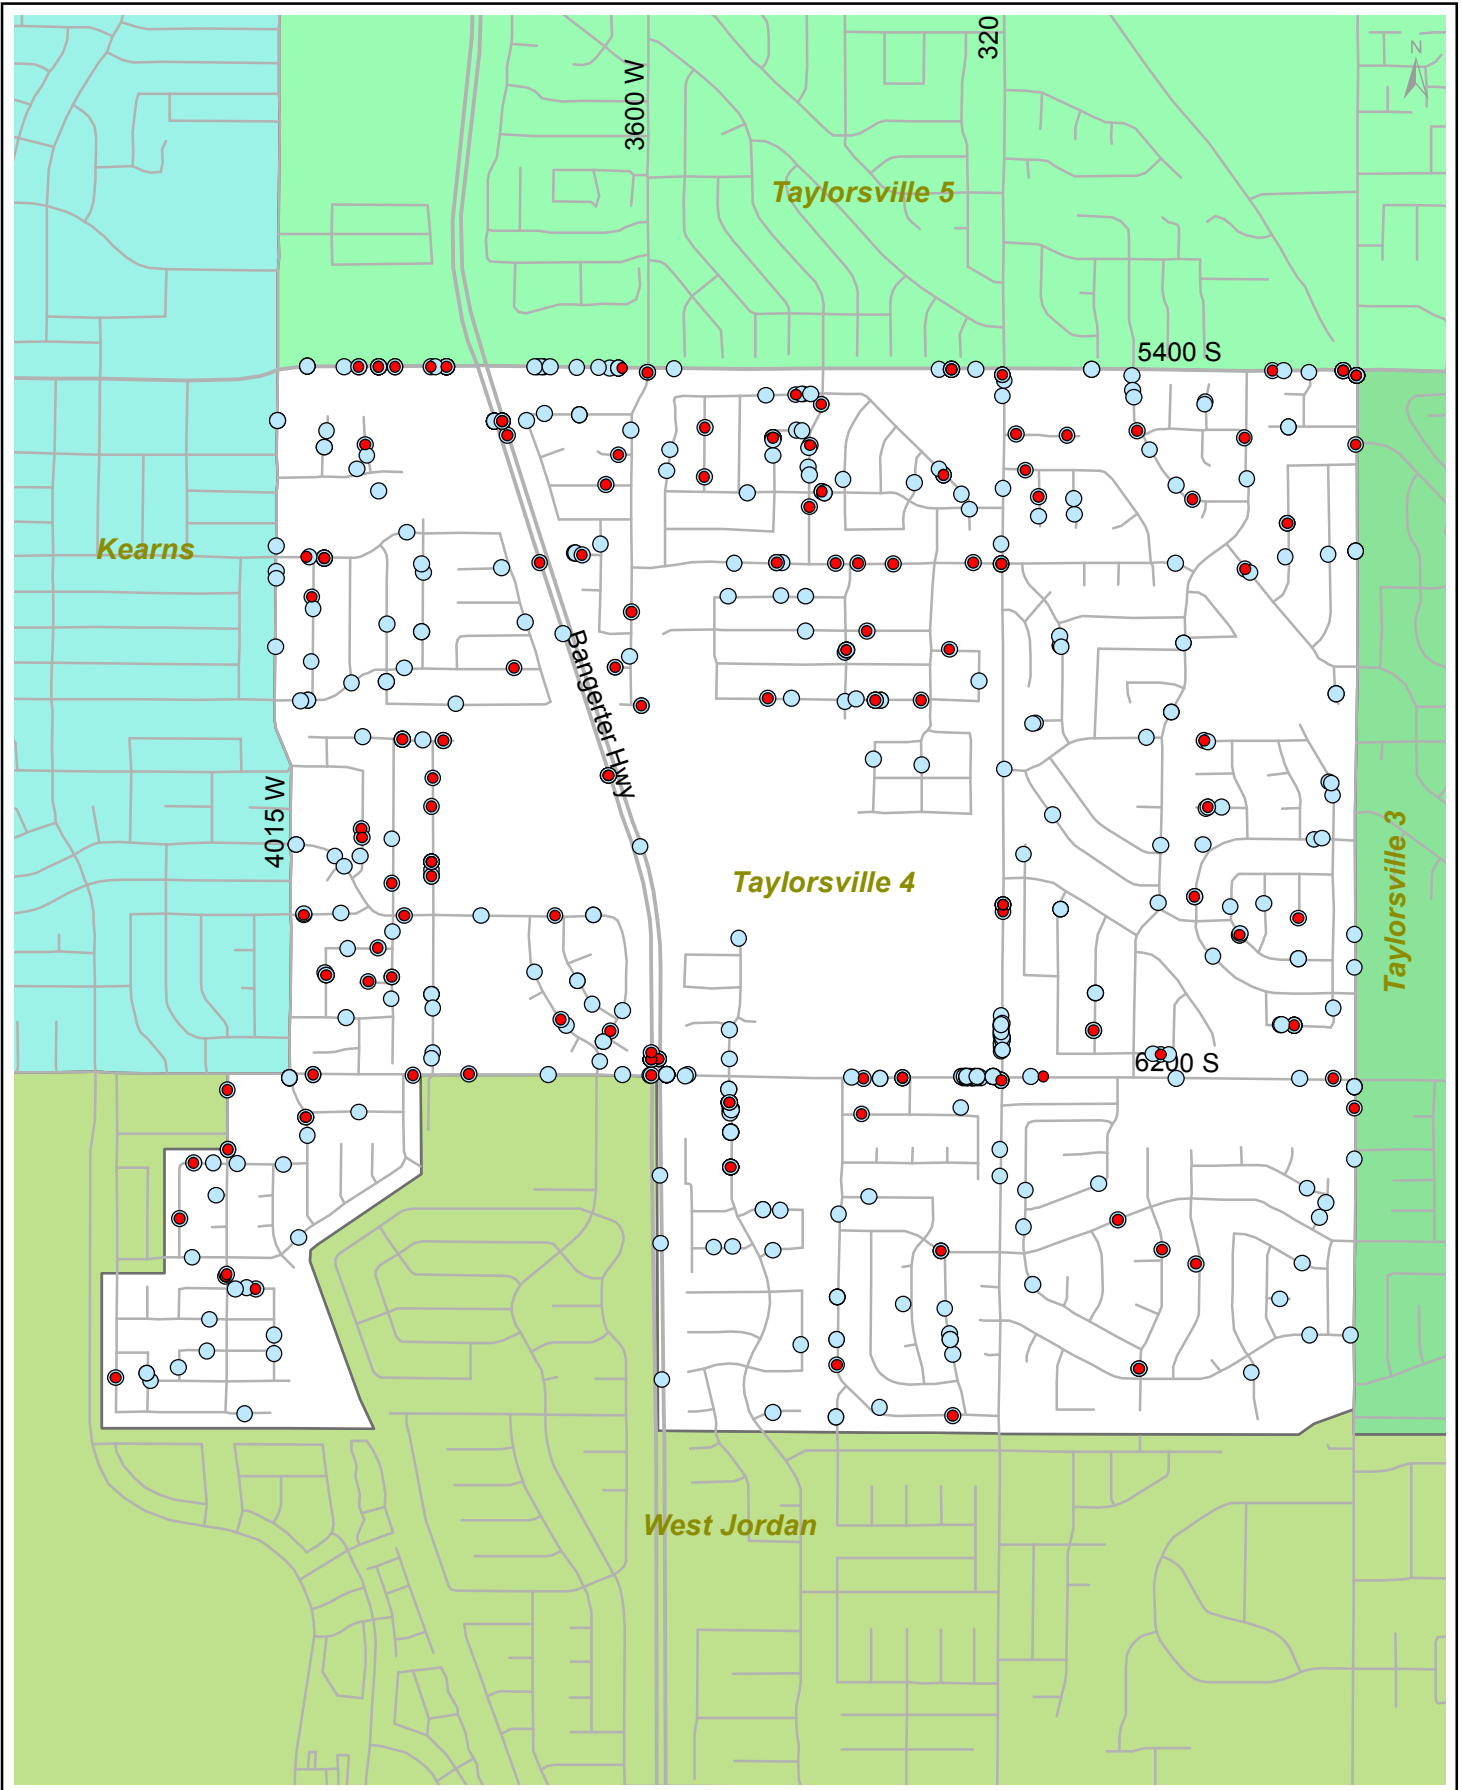 320
3600 W
N
Taylorsville 5
5400 S
Kearns
Bangerter Hwy
4015 W
Taylorsville 4
Taylorsville 3
6200 S
West Jordan